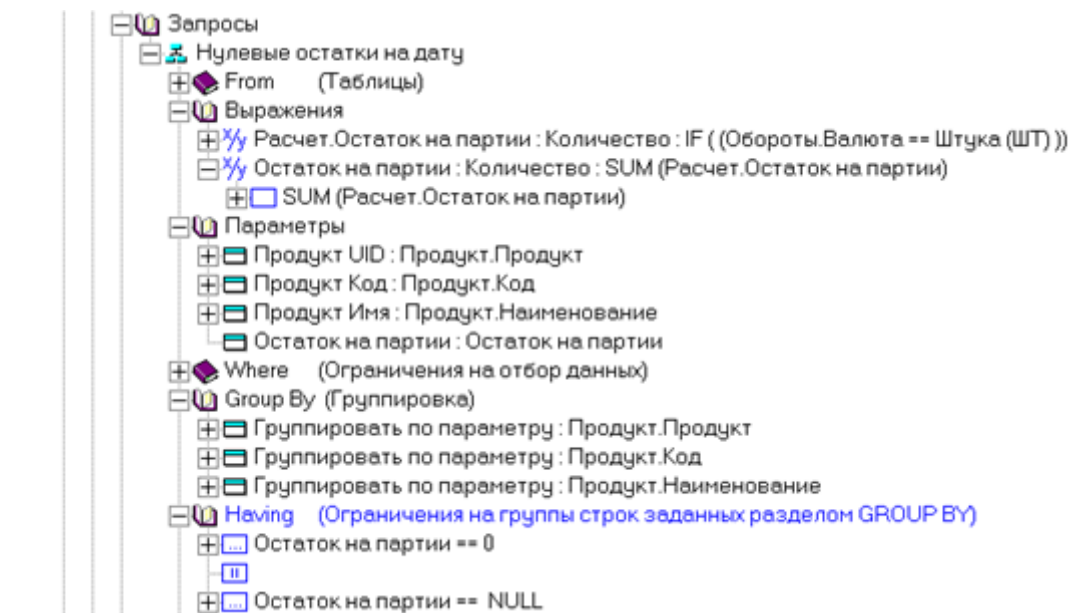 Запросы
Нулевые остатки на дату
From (Таблицы)
Выражения
Расчет.Остаток на партии : Количество : IF ( (Обороты.Валюта == Штука (ШТ) ))
Остаток на партии : Количество : SUM (Расчет.Остаток на партии)
SUM (Расчет.Остаток на партии)
Параметры
Продукт UID : Продукт.Продукт
Продукт Код : Продукт.Код
Продукт Имя : Продукт.Наименование
Остаток на партии : Остаток на партии
Where (Ограничения на отбор данных)
Group By (Группировка)
Группировать по параметру : Продукт.Продукт
Группировать по параметру : Продукт.Код
Группировать по параметру : Продукт.Наименование
Having (Ограничения на группы строк заданных разделом GROUP BY)
Остаток на партии == 0
Остаток на партии == NULL